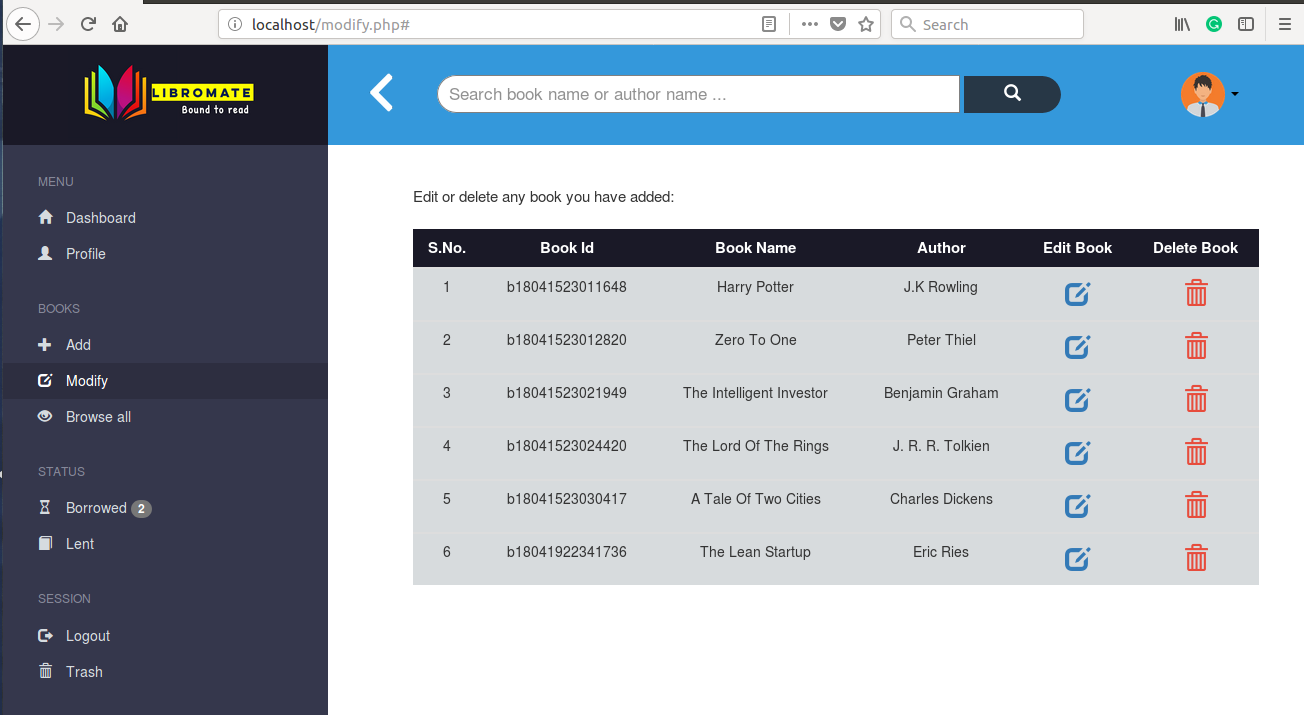 localhost/modify.php#
Search
LIBROMATE
Bound to read
Search book name or author name ...
MENU
Dashboard
Profile
BOOKS
Add
Modify
Browse all
STATUS
Borrowed 2
Lent
SESSION
Logout
Trash
Edit or delete any book you have added:
S.No. Book Id Book Name Author Edit Book Delete Book
1 b18041523011648 Harry Potter J.K Rowling
2 b18041523012820 Zero To One Peter Thiel
3 b18041523021949 The Intelligent Investor Benjamin Graham
4 b18041523024420 The Lord Of The Rings J. R. R. Tolkien
5 b18041523030417 A Tale Of Two Cities Charles Dickens
6 b18041922341736 The Lean Startup Eric Ries